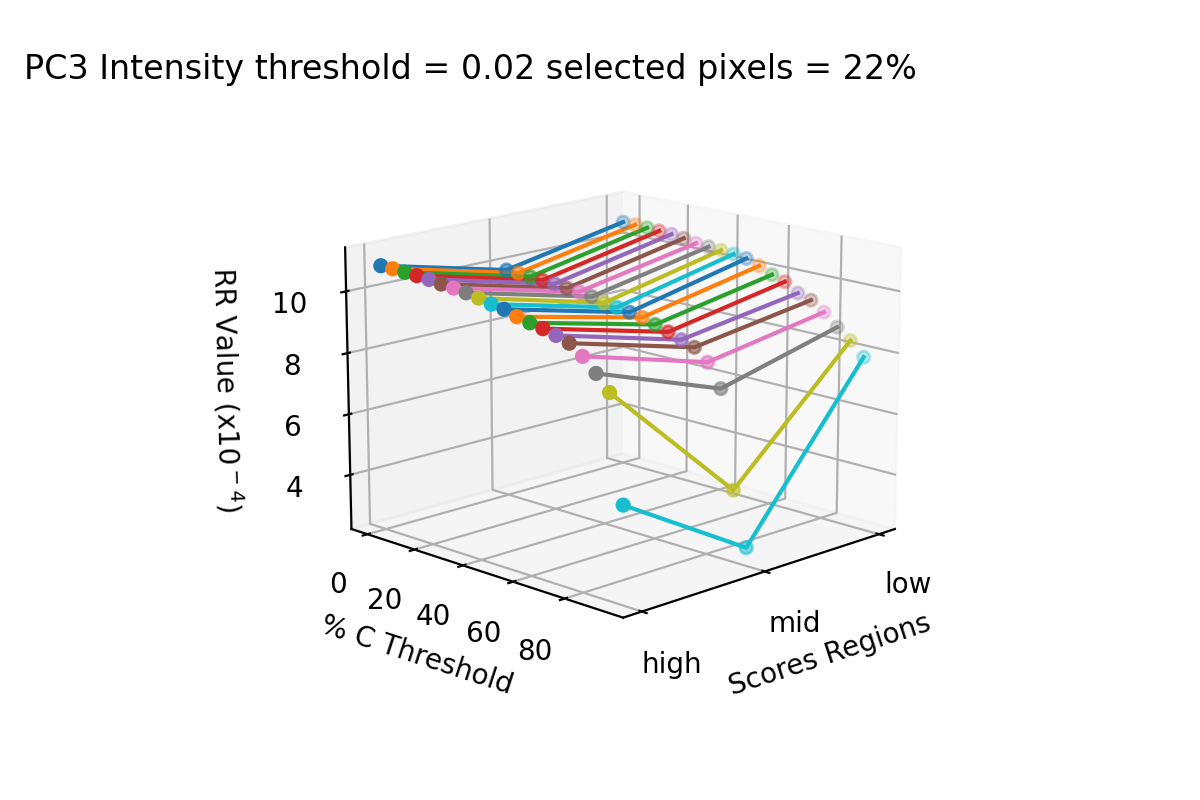 PC3 Intensity threshold = 0.02 selected pixels = 22%
RR Value (x10⁻⁴)
10
8
6
4
0
20
40
60
80
% C Threshold
high
mid
low
Scores Regions